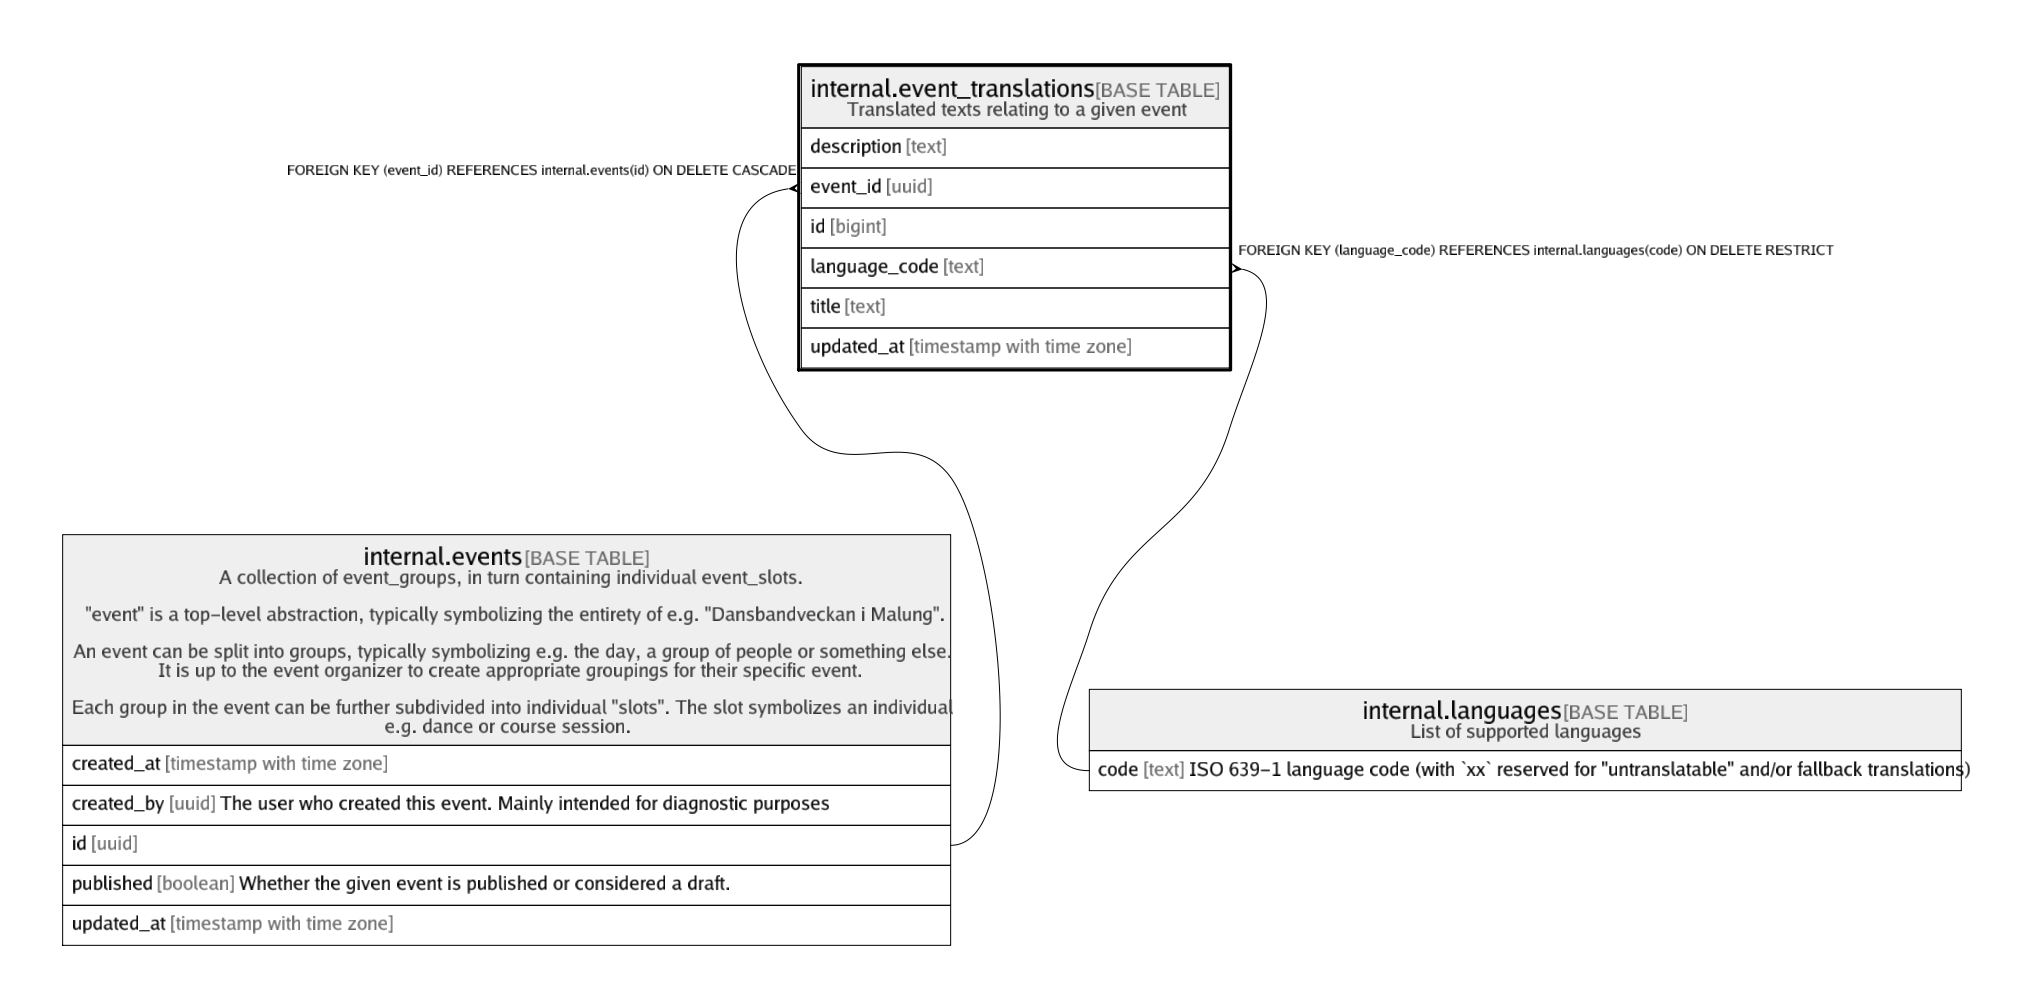 internal.event_translations[BASE TABLE]
Translated texts relating to a given event
description [text]
FOREIGN KEY (event_id) REFERENCES internal.events(id) ON DELETE CASCADE
event_id [uuid]
id [bigint]
FOREIGN KEY (language_code) REFERENCES internal.languages(code) ON DELETE RESTRICT
language_code [text]
title [text]
updated_at [timestamp with time zone]
internal.events[BASE TABLE]
A collection of event_groups, in turn containing individual event_slots.
"event" is a top-level abstraction, typically symbolizing the entirety of e.g. "Dansbandveckan i Malung".
An event can be split into groups, typically symbolizing e.g. the day, a group of people or something else.
It is up to the event organizer to create appropriate groupings for their specific event.
Each group in the event can be further subdivided into individual "slots". The slot symbolizes an individual
e.g. dance or course session.
created_at [timestamp with time zone]
created_by [uuid] The user who created this event. Mainly intended for diagnostic purposes
id [uuid]
published [boolean] Whether the given event is published or considered a draft.
updated_at [timestamp with time zone]
internal.languages[BASE TABLE]
List of supported languages
code [text] ISO 639-1 language code (with `xx` reserved for "untranslatable" and/or fallback translations)